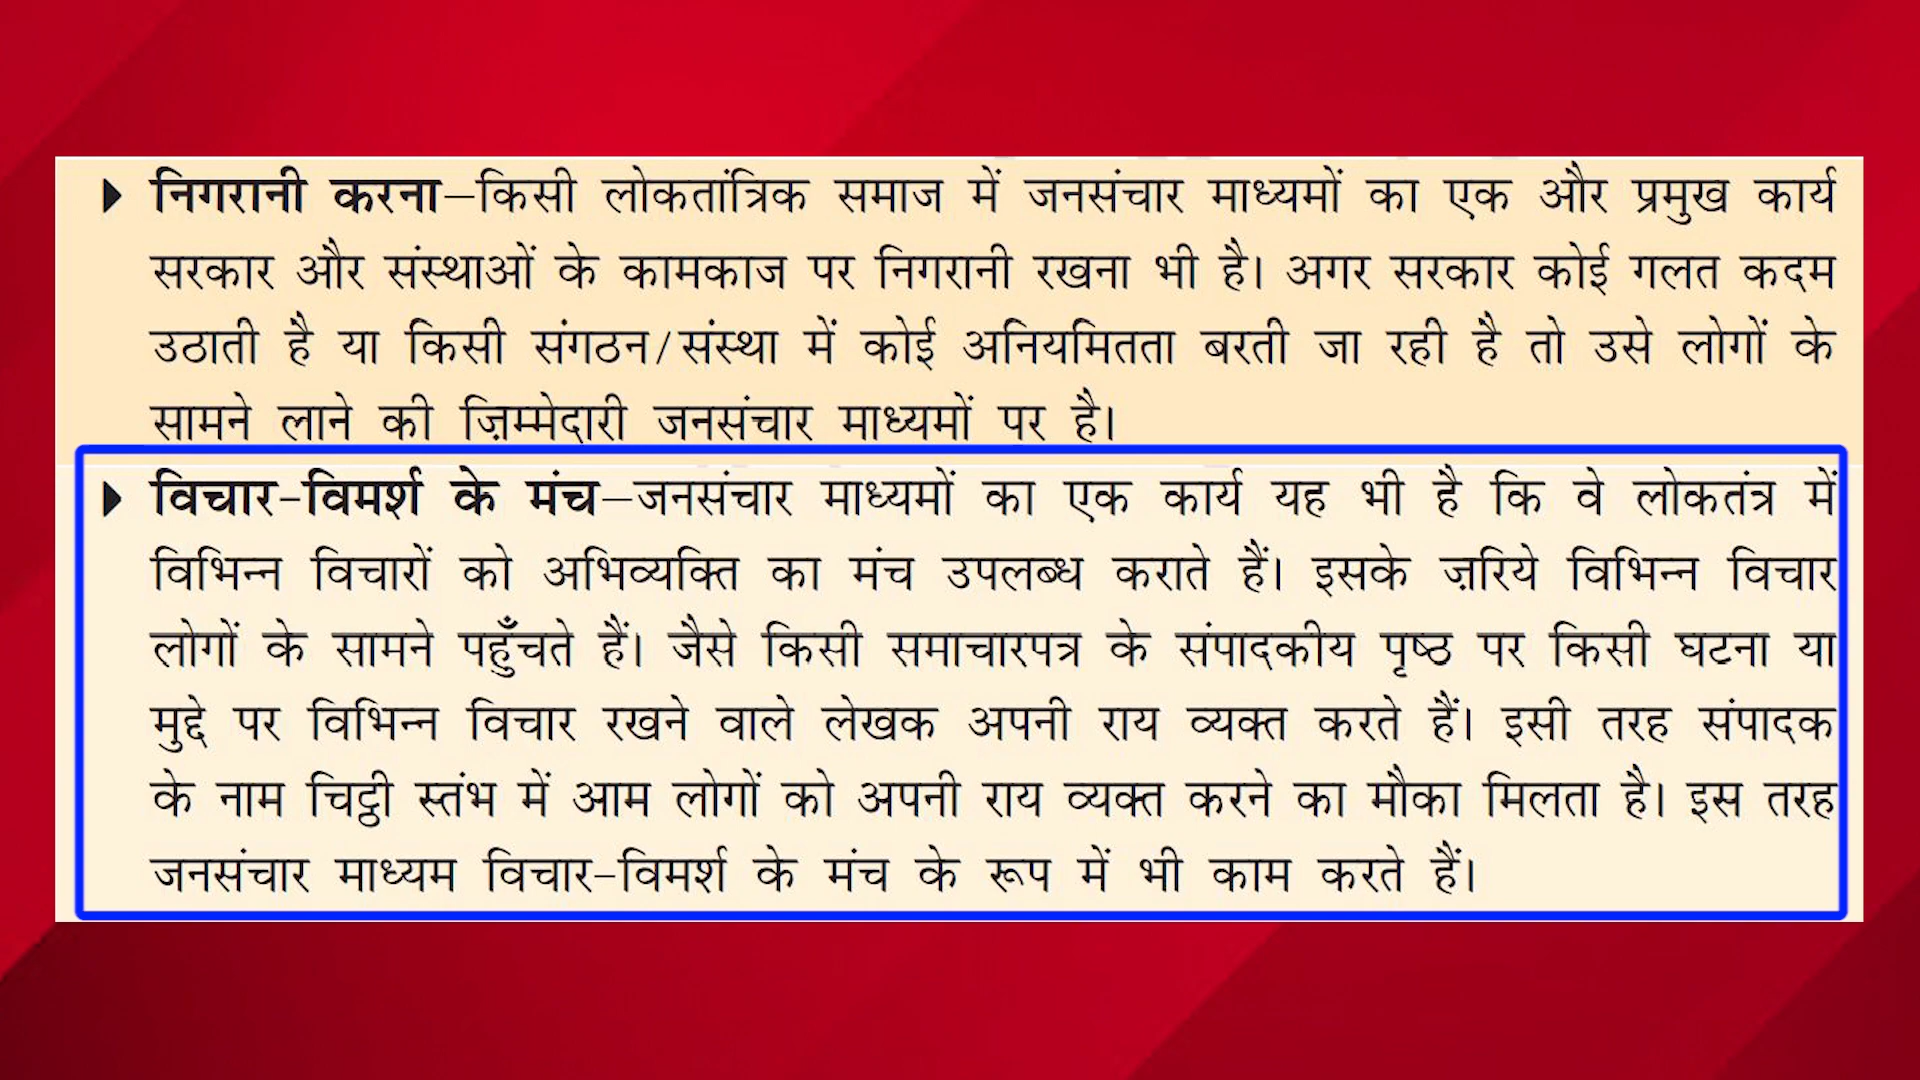 निगरानी करना–किसी लोकतांत्रिक समाज में जनसंचार माध्यमों का एक और प्रमुख कार्य
सरकार और संस्थाओं के कामकाज पर निगरानी रखना भी है। अगर सरकार कोई गलत कदम
उठाती है या किसी संगठन/संस्था में कोई अनियमितता बरती जा रही है तो उसे लोगों के
सामने लाने की ज़िम्मेदारी जनसंचार माध्यमों पर है।
विचार-विमर्श के मंच–जनसंचार माध्यमों का एक कार्य यह भी है कि वे लोकतंत्र में
विभिन्न विचारों को अभिव्यक्ति का मंच उपलब्ध कराते हैं। इसके ज़रिये विभिन्न विचार
लोगों के सामने पहुँचते हैं। जैसे किसी समाचारपत्र के संपादकीय पृष्ठ पर किसी घटना या
मुद्दे पर विभिन्न विचार रखने वाले लेखक अपनी राय व्यक्त करते हैं। इसी तरह संपादक
के नाम चिट्ठी स्तंभ में आम लोगों को अपनी राय व्यक्त करने का मौका मिलता है। इस तरह
जनसंचार माध्यम विचार-विमर्श के मंच के रूप में भी काम करते हैं।